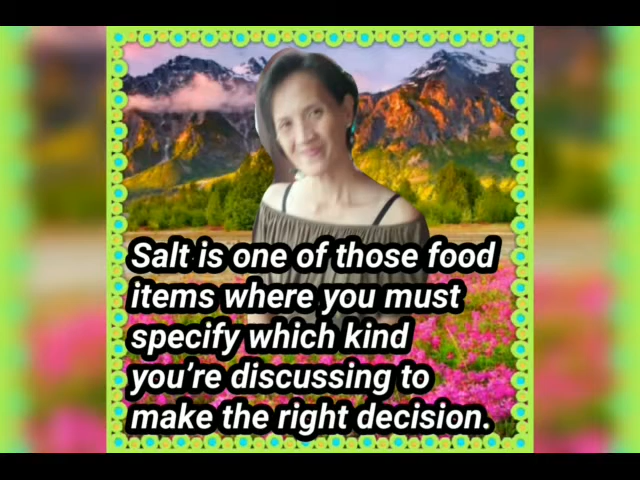 Salt is one of those food
items where you must
specify which kind
you’re discussing to
make the right decision.